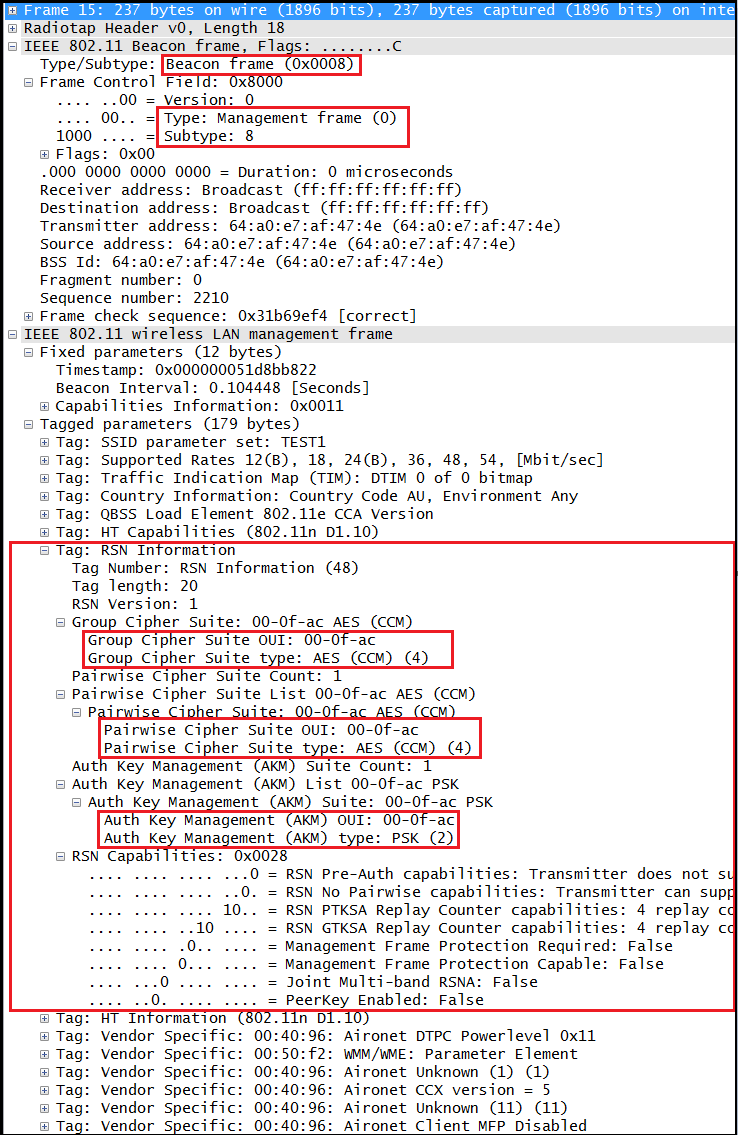 Frame 15: 237 bytes on wire (1896 bits), 237 bytes captured (1896 bits) on inte
Radiotap Header v0, Length 18
IEEE 802.11 Beacon frame, Flags: ........C
Type/Subtype: Beacon frame (0x0008)
Frame Control Field: 0x8000
.... ..00 = Version: 0
.... 00.. = Type: Management frame (0)
1000 .... = Subtype: 8
Flags: 0x00
.000 0000 0000 0000 = Duration: 0 microseconds
Receiver address: Broadcast (ff:ff:ff:ff:ff:ff)
Destination address: Broadcast (ff:ff:ff:ff:ff:ff)
Transmitter address: 64:a0:e7:af:47:4e (64:a0:e7:af:47:4e)
Source address: 64:a0:e7:af:47:4e (64:a0:e7:af:47:4e)
BSS Id: 64:a0:e7:af:47:4e (64:a0:e7:af:47:4e)
Fragment number: 0
Sequence number: 2210
Frame check sequence: 0x31b69ef4 [correct]
IEEE 802.11 wireless LAN management frame
Fixed parameters (12 bytes)
Timestamp: 0x000000051d8bb822
Beacon Interval: 0.104448 [Seconds]
Capabilities Information: 0x0011
Tagged parameters (179 bytes)
Tag: SSID parameter set: TEST1
Tag: Supported Rates 12(B), 18, 24(B), 36, 48, 54, [Mbit/sec]
Tag: Traffic Indication Map (TIM): DTIM 0 of 0 bitmap
Tag: Country Information: Country Code AU, Environment Any
Tag: QBSS Load Element 802.11e CCA Version
Tag: HT Capabilities (802.11n D1.10)
Tag: RSN Information
Tag Number: RSN Information (48)
Tag length: 20
RSN Version: 1
Group Cipher Suite: 00-0f-ac AES (CCM)
Group Cipher Suite OUI: 00-0f-ac
Group Cipher Suite type: AES (CCM) (4)
Pairwise Cipher Suite Count: 1
Pairwise Cipher Suite List 00-0f-ac AES (CCM)
Pairwise Cipher Suite: 00-0f-ac AES (CCM)
Pairwise Cipher Suite OUI: 00-0f-ac
Pairwise Cipher Suite type: AES (CCM) (4)
Auth Key Management (AKM) Suite Count: 1
Auth Key Management (AKM) List 00-0f-ac PSK
Auth Key Management (AKM) Suite: 00-0f-ac PSK
Auth Key Management (AKM) OUI: 00-0f-ac
Auth Key Management (AKM) type: PSK (2)
RSN Capabilities: 0x0028
.... .... .... ...0 = RSN Pre-Auth capabilities: Transmitter does not su
.... .... .... ..0. = RSN No Pairwise capabilities: Transmitter can supp
.... .... .... 10.. = RSN PTKSA Replay Counter capabilities: 4 replay co
.... .... ..10 .... = RSN GTKSA Replay Counter capabilities: 4 replay co
.... .... .0.. .... = Management Frame Protection Required: False
.... .... 0... .... = Management Frame Protection Capable: False
.... ...0 .... .... = Joint Multi-band RSNA: False
.... ..0. .... .... = PeerKey Enabled: False
Tag: HT Information (802.11n D1.10)
Tag: Vendor Specific: 00:40:96: Aironet DTPC Powerlevel 0x11
Tag: Vendor Specific: 00:50:f2: WMM/WME: Parameter Element
Tag: Vendor Specific: 00:40:96: Aironet Unknown (1) (1)
Tag: Vendor Specific: 00:40:96: Aironet CCX version = 5
Tag: Vendor Specific: 00:40:96: Aironet Unknown (11) (11)
Tag: Vendor Specific: 00:40:96: Aironet Client MFP Disabled